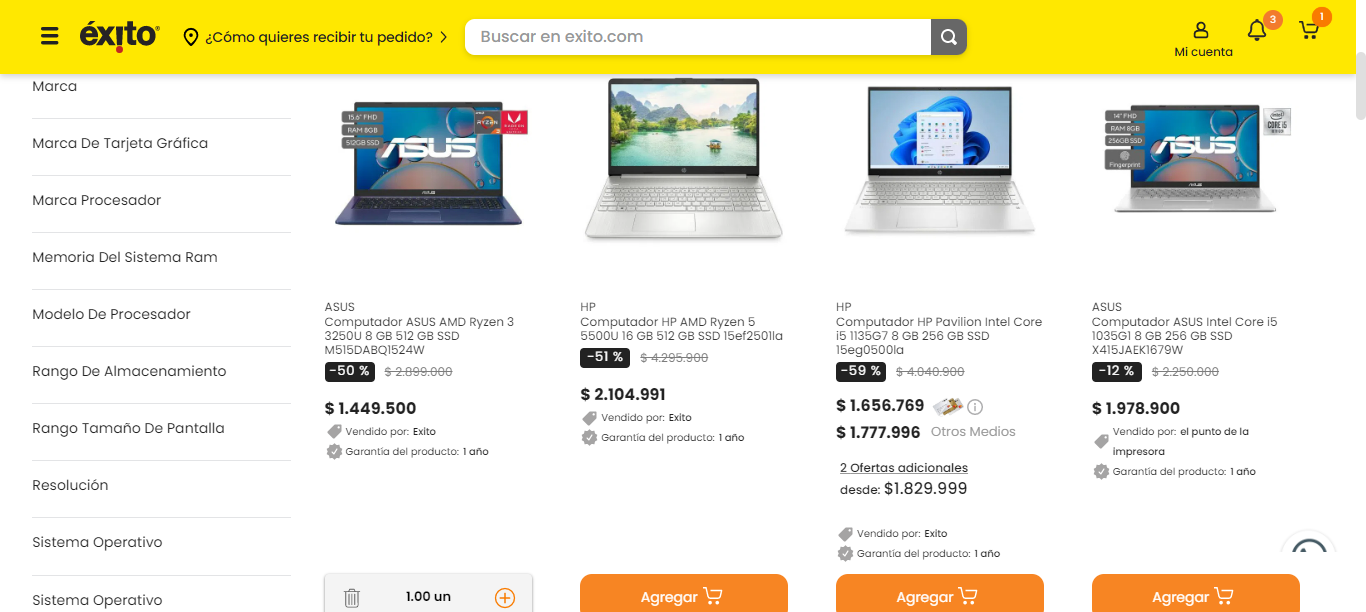 éxito
¿Cómo quieres recibir tu pedido?
Buscar en exito.com
Mi cuenta
3
1
Marca
Marca De Tarjeta Gráfica
Marca Procesador
Memoria Del Sistema Ram
Modelo De Procesador
Rango De Almacenamiento
Rango Tamaño De Pantalla
Resolución
Sistema Operativo
Sistema Operativo
15,6" FHD
RAM 8GB
512GB SSD
ASUS
RYZEN
ASUS
Computador ASUS AMD Ryzen 3
3250U 8 GB 512 GB SSD
M515DABQ1524W
-50 % $ 2.899.000
$ 1.449.500
Vendido por: Exito
Garantía del producto: 1 año
1.00 un
HP
Computador HP AMD Ryzen 5
5500U 16 GB 512 GB SSD 15ef2501la
-51 % $ 4.295.900
$ 2.104.991
Vendido por: Exito
Garantía del producto: 1 año
Agregar
HP
Computador HP Pavilion Intel Core
i5 1135G7 8 GB 256 GB SSD
15eg0500la
-59 % $ 4.040.900
$ 1.656.769
$ 1.777.996 Otros Medios
2 Ofertas adicionales
desde: $1.829.999
Vendido por: Exito
Garantía del producto: 1 año
Agregar
14" FHD
RAM 8GB
256GB SSD
Fingerprint
ASUS
intel
CORE i5
ASUS
Computador ASUS Intel Core i5
1035G1 8 GB 256 GB SSD
X415JAEK1679W
-12 % $ 2.250.000
$ 1.978.900
Vendido por: el punto de la
impresora
Garantía del producto: 1 año
Agregar